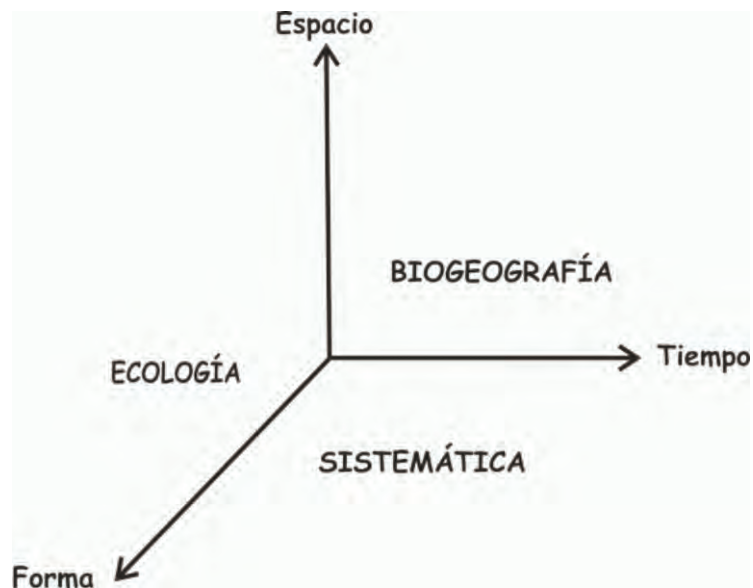 Espacio
BIOGEOGRAFÍA
Tiempo
ECOLOGÍA
SISTEMÁTICA
Forma